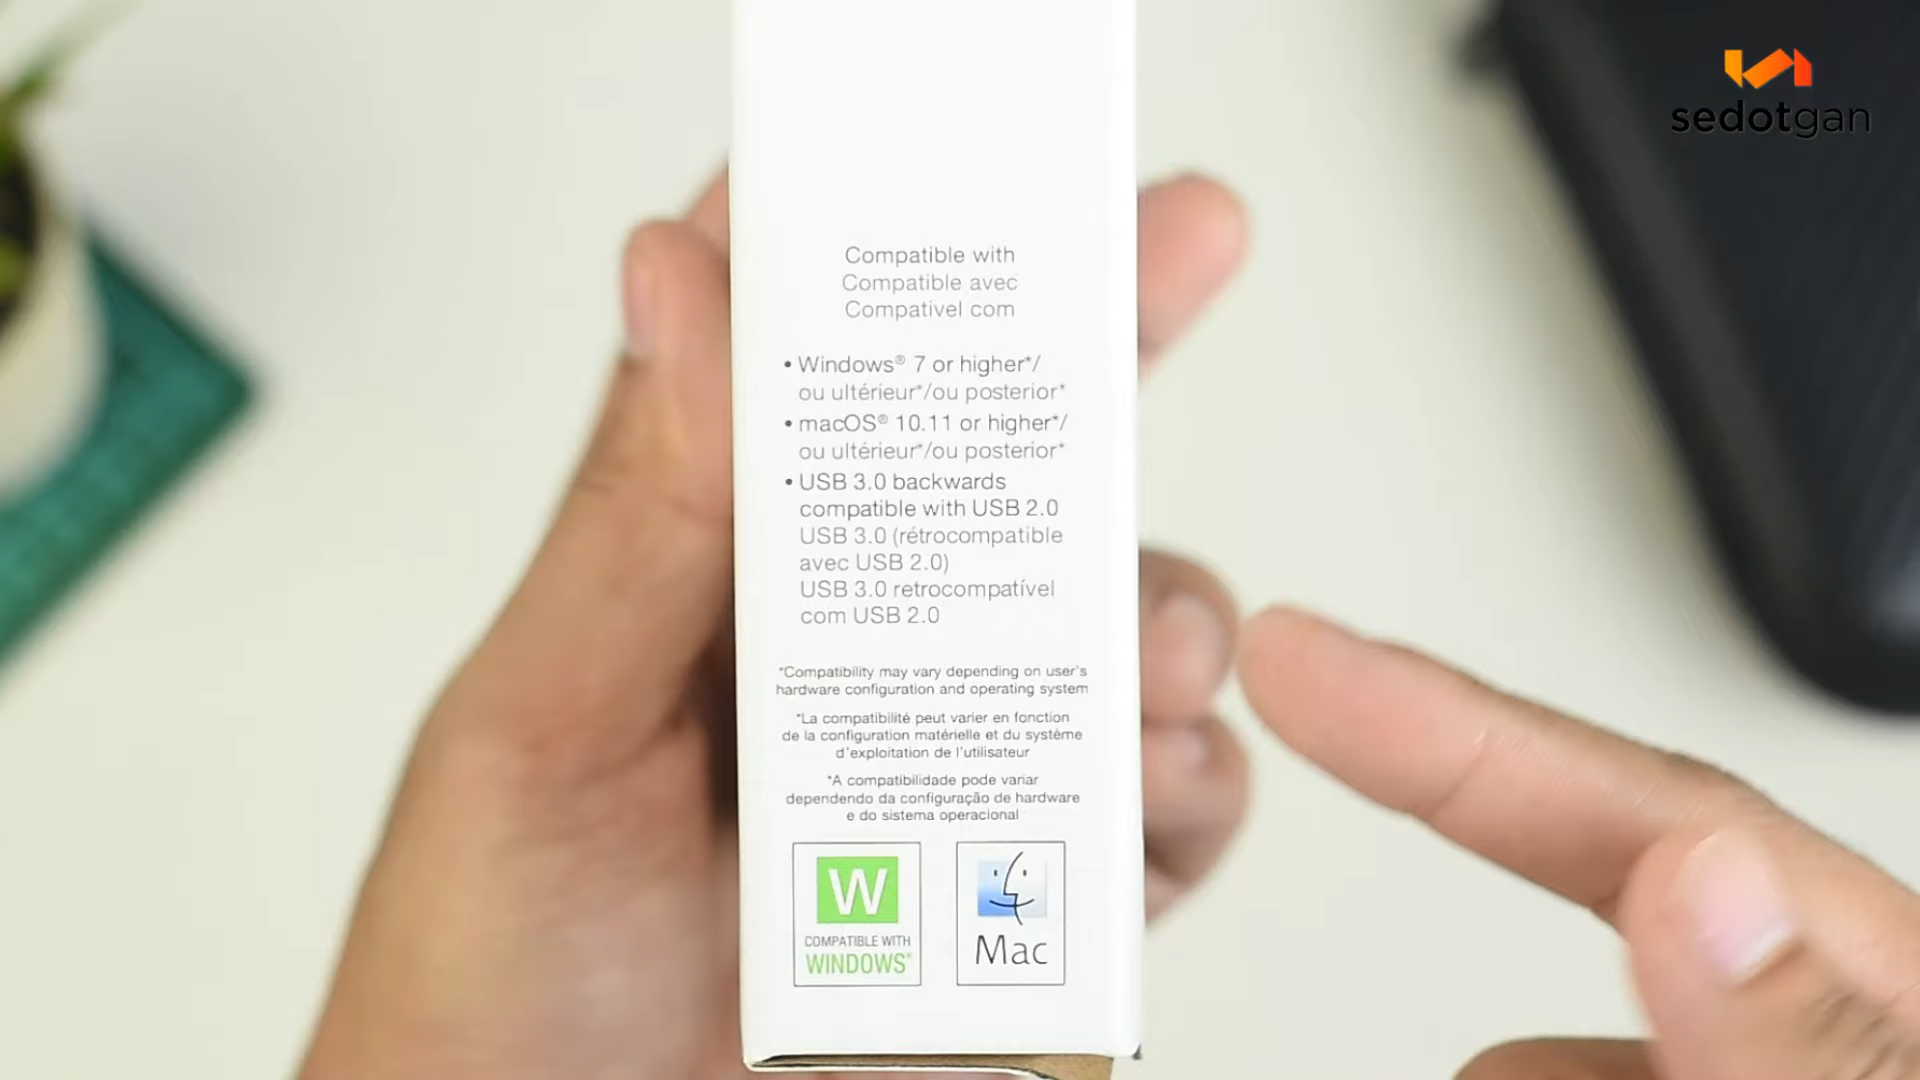 sedotgan
Compatible with
Compatible avec
Compativel com
• Windows® 7 or higher*/
ou ultérieur*/ou posterior*
• macOS® 10.11 or higher*/
ou ultérieur*/ou posterior*
• USB 3.0 backwards
compatible with USB 2.0
USB 3.0 (rétrocompatible
avec USB 2.0)
USB 3.0 retrocompatível
com USB 2.0
*Compatibility may vary depending on user's
hardware configuration and operating system
*La compatibilité peut varier en fonction
de la configuration matérielle et du système
d'exploitation de l'utilisateur
*A compatibilidade pode variar
dependendo da configuração de hardware
e do sistema operacional
W
COMPATIBLE WITH
WINDOWS®
Mac